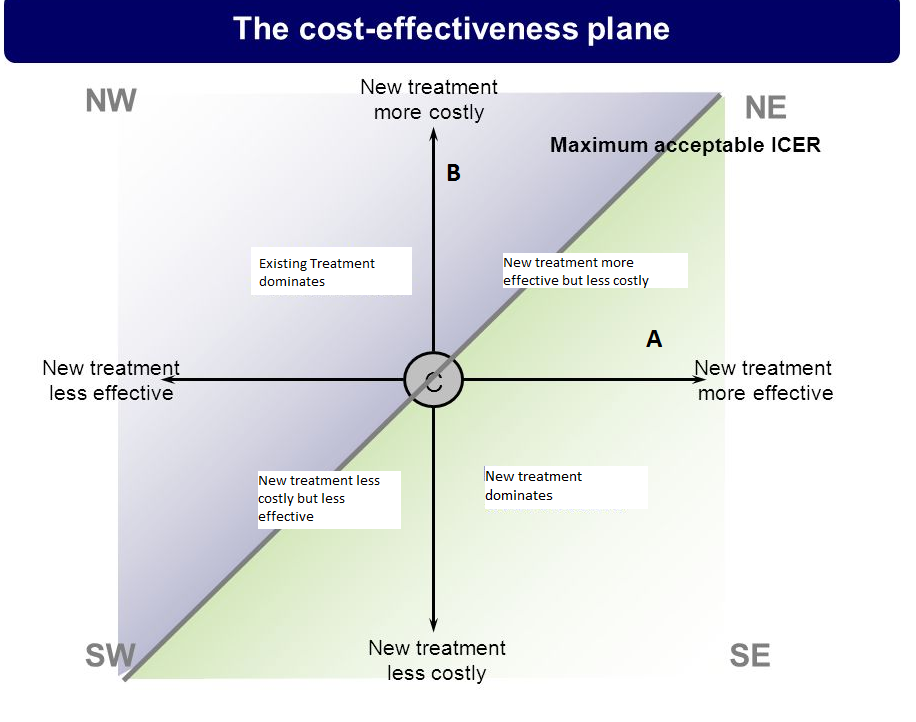 The cost-effectiveness plane
NW
New treatment
more costly
NE
Maximum acceptable ICER
B
Existing Treatment
dominates
New treatment more
effective but less costly
A
New treatment
less effective
C
New treatment
more effective
New treatment less
costly but less
effective
New treatment
dominates
SW
New treatment
less costly
SE